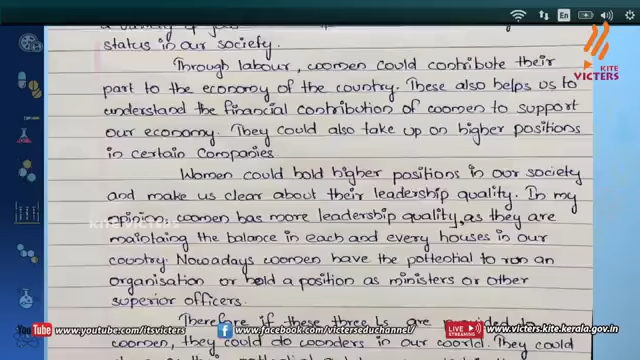 En
KITE
VICTERS
status in our society.
Through labour, women could contribute their
part to the economy of the country. These also helps us to
understand the financial contribution of women to support
our economy. They could also take up on higher positions
in certain Companies
Women could hold higher positions in our society
and make us clear about their leadership quality. In my
opinion, women has more leadership quality, as they are
KITE VICTERS
maintaing the balance in each and every houses in our
country. Nowadays women have the pottential to run an
organisation or hold a position as ministers or other
superior officers.
Therefore if these three Ls are provided to
You Tube www.youtube.com/itsvicters www.facebook.com/victerseduchannel/ LIVE STREAMING www.victers.kite.kerala.gov.in
women, they could do wonders in our world. They could